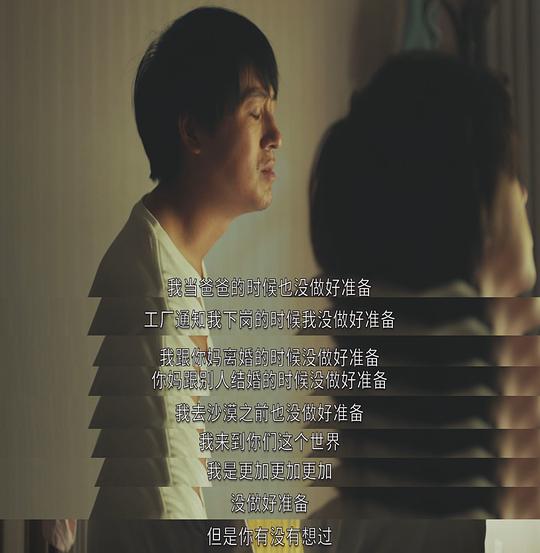 我当爸爸的时候也没做好准备
工厂通知我下岗的时候我没做好准备
我跟你妈离婚的时候没做好准备
你妈跟别人结婚的时候没做好准备
我去沙漠之前也没做好准备
我来到你们这个世界
我是更加更加更加
没做好准备
但是你有没有想过